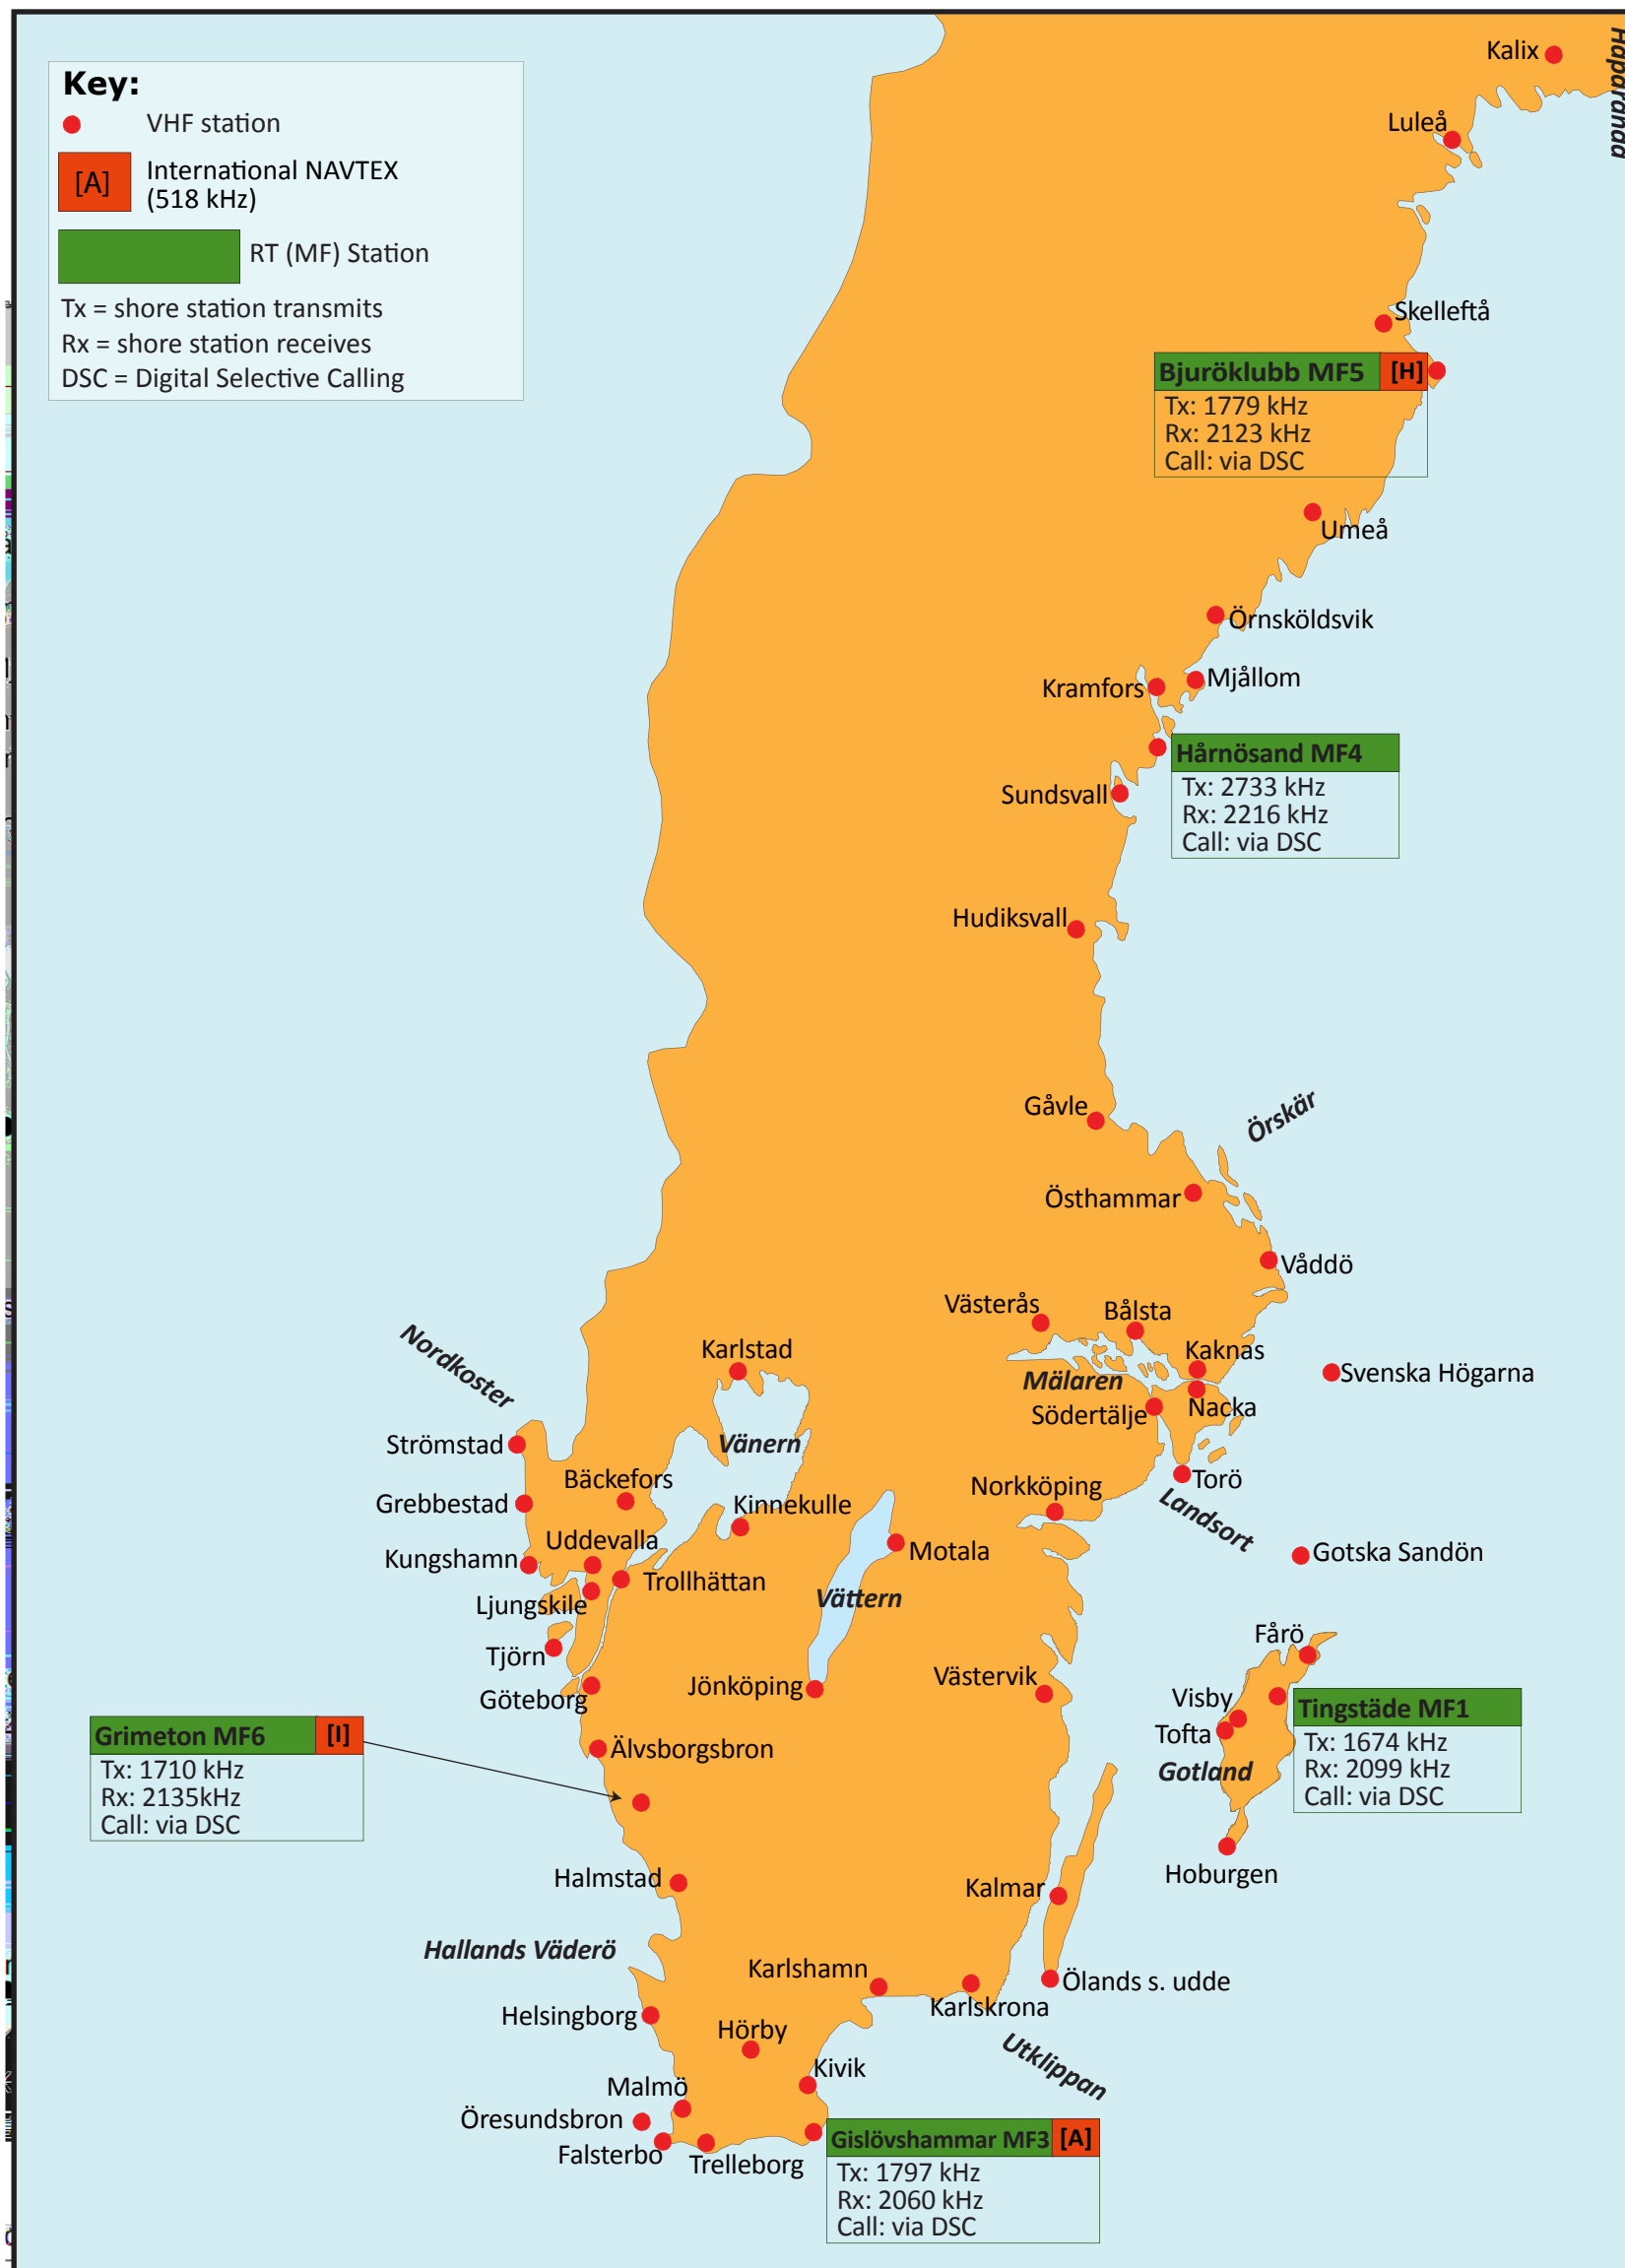 Key:
VHF station
[A]
International NAVTEX
(518 kHz)
RT (MF) Station
Tx = shore station transmits
Rx = shore station receives
DSC = Digital Selective Calling
Kalix
Haparanda
Luleå
Skelleftå
Bjuröklubb MF5 [H]
Tx: 1779 kHz
Rx: 2123 kHz
Call: via DSC
Umeå
Örnsköldsvik
Mjållom
Kramfors
Hårnösand MF4
Tx: 2733 kHz
Rx: 2216 kHz
Call: via DSC
Sundsvall
Hudiksvall
Gåvle
Örskär
Östhammar
Våddö
Västerås
Bålsta
Kaknas
Svenska Högarna
Mälaren
Nacka
Södertälje
Torö
Landsort
Norkköping
Gotska Sandön
Nordkoster
Karlstad
Strömstad
Vänern
Bäckefors
Grebbestad
Kinnekulle
Uddevalla
Motala
Kungshamn
Trollhättan
Ljungskile
Vättern
Tjörn
Göteborg
Jönköping
Västervik
Fårö
Visby
Tofta
Gotland
Tingstäde MF1
Tx: 1674 kHz
Rx: 2099 kHz
Call: via DSC
Hoburgen
Grimeton MF6 [I]
Tx: 1710 kHz
Rx: 2135kHz
Call: via DSC
Älvsborgsbron
Halmstad
Kalmar
Hallands Väderö
Karlshamn
Karlskrona
Ölands s. udde
Helsingborg
Hörby
Utklippan
Kivik
Malmö
Öresundsbron
Falsterbo
Trelleborg
Gislövshammar MF3 [A]
Tx: 1797 kHz
Rx: 2060 kHz
Call: via DSC